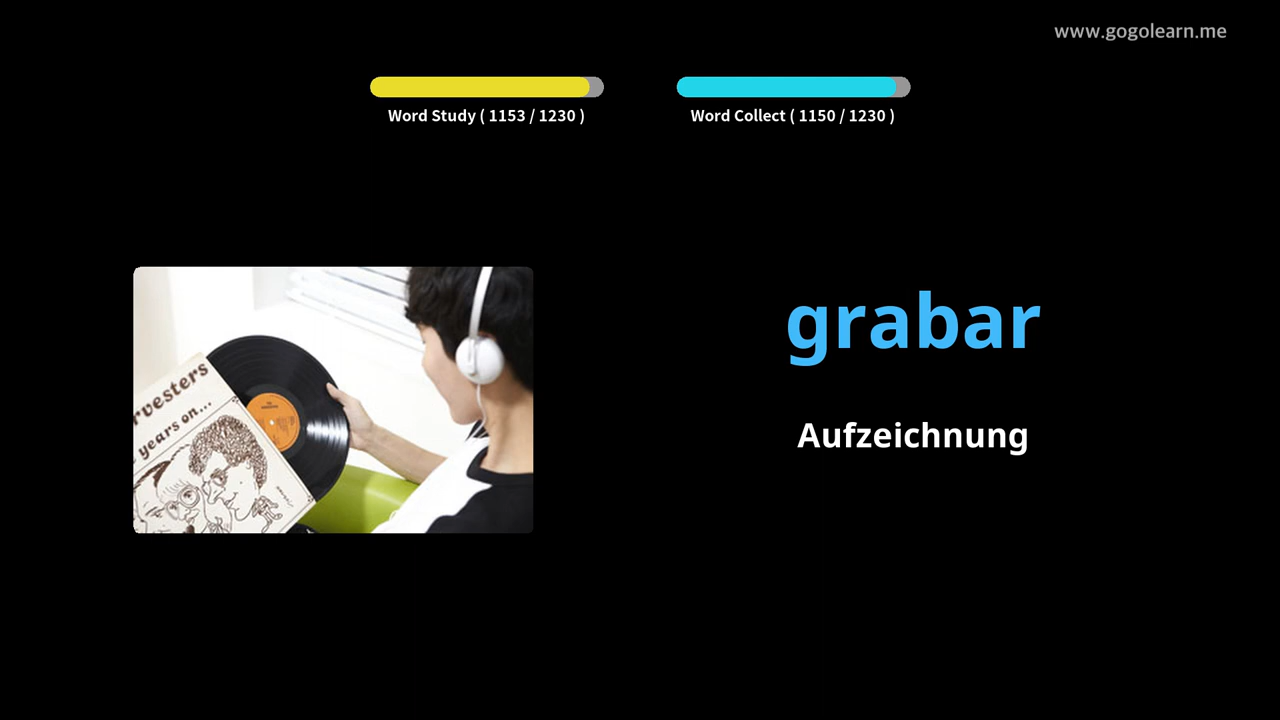 www.gogolearn.me
Word Study ( 1153 / 1230 )
Word Collect ( 1150 / 1230 )
rvesters
years on...
grabar
Aufzeichnung